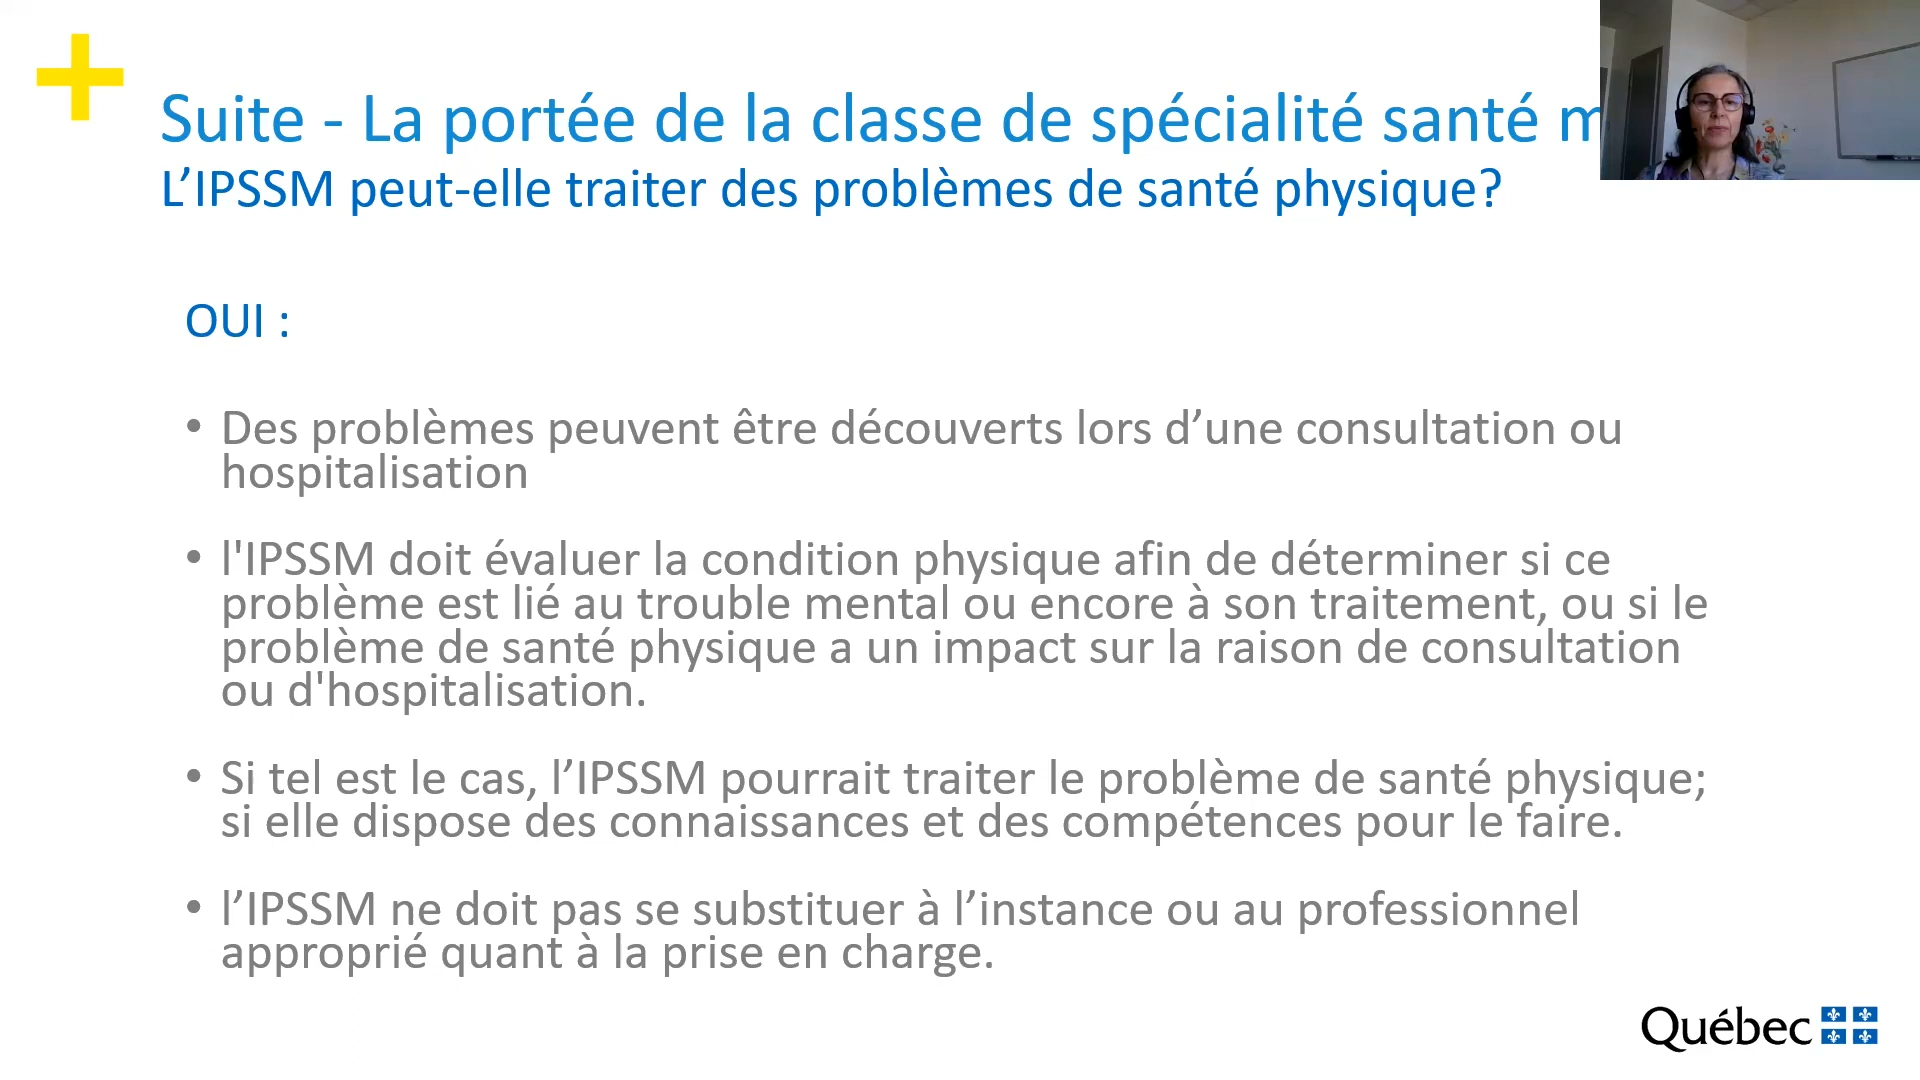 Suite - La portée de la classe de spécialité santé
L’IPSSM peut-elle traiter des problèmes de santé physique?
OUI :
• Des problèmes peuvent être découverts lors d’une consultation ou
hospitalisation
• l'IPSSM doit évaluer la condition physique afin de déterminer si ce
problème est lié au trouble mental ou encore à son traitement, ou si le
problème de santé physique a un impact sur la raison de consultation
ou d'hospitalisation.
• Si tel est le cas, l’IPSSM pourrait traiter le problème de santé physique;
si elle dispose des connaissances et des compétences pour le faire.
• l’IPSSM ne doit pas se substituer à l’instance ou au professionnel
approprié quant à la prise en charge.
Québec